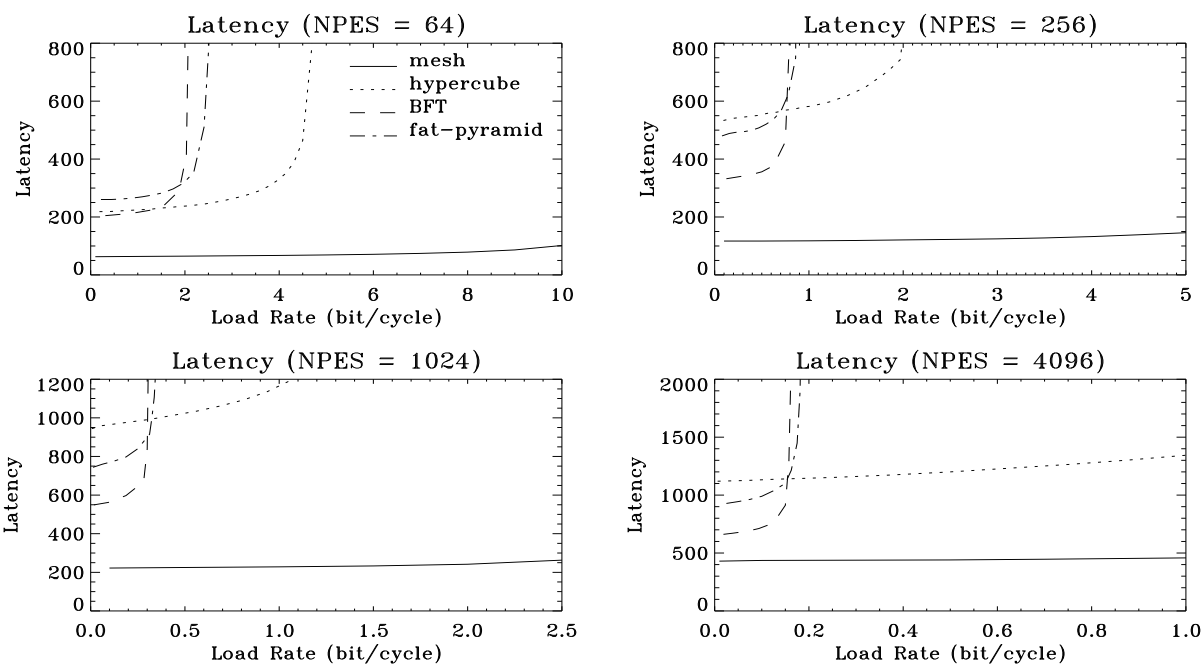 Latency (NPES = 64)
800
600
400
200
0
Latency
mesh
hypercube
BFT
fat-pyramid
0 2 4 6 8 10
Load Rate (bit/cycle)
Latency (NPES = 256)
800
600
400
200
0
Latency
0 1 2 3 4 5
Load Rate (bit/cycle)
Latency (NPES = 1024)
1200
1000
800
600
400
200
0
Latency
0.0 0.5 1.0 1.5 2.0 2.5
Load Rate (bit/cycle)
Latency (NPES = 4096)
2000
1500
1000
500
0
Latency
0.0 0.2 0.4 0.6 0.8 1.0
Load Rate (bit/cycle)